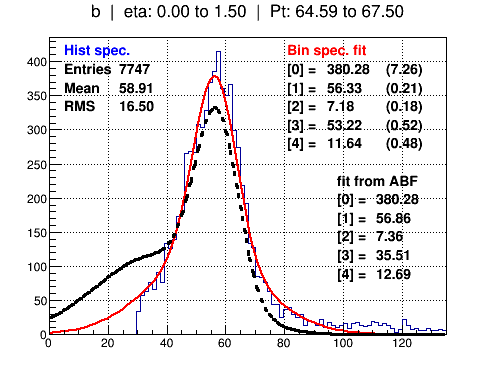 b | eta: 0.00 to 1.50 | Pt: 64.59 to 67.50
Hist spec.
Entries 7747
Mean 58.91
RMS 16.50
Bin spec. fit
[0] = 380.28 (7.26)
[1] = 56.33 (0.21)
[2] = 7.18 (0.18)
[3] = 53.22 (0.52)
[4] = 11.64 (0.48)
fit from ABF
[0] = 380.28
[1] = 56.86
[2] = 7.36
[3] = 35.51
[4] = 12.69
400
350
300
250
200
150
100
50
0
0 20 40 60 80 100 120